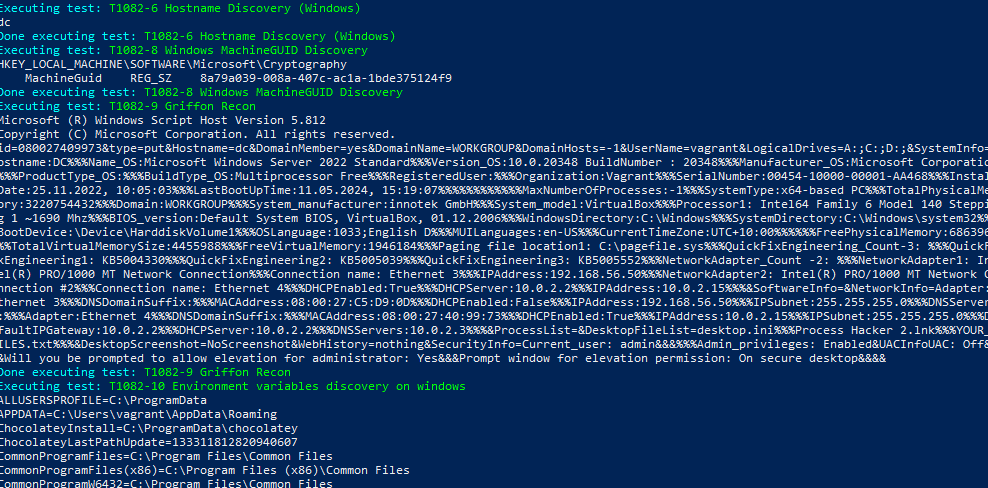 Executing test: T1082-6 Hostname Discovery (Windows)
dc
Done executing test: T1082-6 Hostname Discovery (Windows)
Executing test: T1082-8 Windows MachineGUID Discovery
HKEY_LOCAL_MACHINE\SOFTWARE\Microsoft\Cryptography
MachineGuid    REG_SZ    8a79a039-008a-407c-ac1a-1bde375124f9
Done executing test: T1082-8 Windows MachineGUID Discovery
Executing test: T1082-9 Griffon Recon
Microsoft (R) Windows Script Host Version 5.812
Copyright (C) Microsoft Corporation. All rights reserved.
id=080027409973&type=put&Hostname=dc&DomainName=WORKGROUP&DomainHosts=-1&UserName=vagrant&LogicalDrives=A:;C:;D:;&SystemInfo=
ostname:DC%%%Name_OS:Microsoft Windows Server 2022 Standard%%%Version_OS:10.0.20348 BuildNumber : 20348%%%Manufacturer_OS:Microsoft Corporatio
%%%ProductType_OS:%%%BuildType_OS:Multiprocessor Free%%%RegisteredUser:%%%Organization:Vagrant%%%SerialNumber:00454-10000-00001-AA468%%%Instal
Date:25.11.2022, 10:05:03%%%LastBootUpTime:11.05.2024, 15:19:07%%%%%%%%%%%%MaxNumberOfProcesses:-1%%%SystemType:x64-based PC%%%TotalPhysicalMe
ory:3220754432%%%Domain:WORKGROUP%%%System_manufacturer:innotek GmbH%%%System_model:VirtualBox%%%Processor1: Intel64 Family 6 Model 140 Steppi
g 1 ~1690 Mhz%%%BIOS_version:Default System BIOS, VirtualBox, 01.12.2006%%%WindowsDirectory:C:\Windows%%%SystemDirectory:C:\Windows\system32%%
BootDevice:\Device\HarddiskVolume1%%%OSLanguage:1033;English D%%%MUILanguages:en-US%%%CurrentTimeZone:UTC+10:00%%%%%%FreePhysicalMemory:686396
%%TotalVirtualMemorySize:4455988%%%FreeVirtualMemory:1946184%%%Paging file location1: C:\pagefile.sys%%%QuickFixEngineering_Count-3: %%%QuickF
xEngineering1: KB5004330%%%QuickFixEngineering2: KB5005039%%%QuickFixEngineering3: KB5005552%%%NetworkAdapter_Count -2: %%%NetworkAdapter1: In
el(R) PRO/1000 MT Network Connection%%%Connection name: Ethernet 3%%%IPAddress:192.168.56.50%%%NetworkAdapter2: Intel(R) PRO/1000 MT Network C
nnection #2%%%Connection name: Ethernet 4%%%DHCPEnabled:True%%%DHCPServer:10.0.2.2%%%IPAddress:10.0.2.15%%%&SoftwareInfo=&NetworkInfo=Adapter:
thernet 3%%%DNSDomainSuffix:%%%MACAddress:08:00:27:C5:D9:0D%%%DHCPEnabled:False%%%IPAddress:192.168.56.50%%%IPSubnet:255.255.255.0%%%DNSServer
:%%%Adapter:Ethernet 4%%%DNSDomainSuffix:%%%MACAddress:08:00:27:40:99:73%%%DHCPEnabled:True%%%IPAddress:10.0.2.15%%%IPSubnet:255.255.255.0%%%D
FaultIPGateway:10.0.2.2%%%DHCPServer:10.0.2.2%%%DNSServers:10.0.2.3%%%&ProcessList=&DesktopFileList=desktop.ini%%%Process Hacker 2.lnk%%%YOUR_
ILES.txt%%%&DesktopScreenshot=NoScreenshot&WebHistory=nothing&SecurityInfo=Current_user: admin&&&%%%Admin_privileges: Enabled&UACInfoUAC: Off&
&Will you be prompted to allow elevation for administrator: Yes&&&Prompt window for elevation permission: On secure desktop&&&&
Done executing test: T1082-9 Griffon Recon
Executing test: T1082-10 Environment variables discovery on windows
ALLUSERSPROFILE=C:\ProgramData
APPDATA=C:\Users\vagrant\AppData\Roaming
ChocolateyInstall=C:\ProgramData\chocolatey
ChocolateyLastPathUpdate=133311812820940607
CommonProgramFiles=C:\Program Files\Common Files
CommonProgramFiles(x86)=C:\Program Files (x86)\Common Files
CommonProgramW6432=C:\Program Files\Common Files